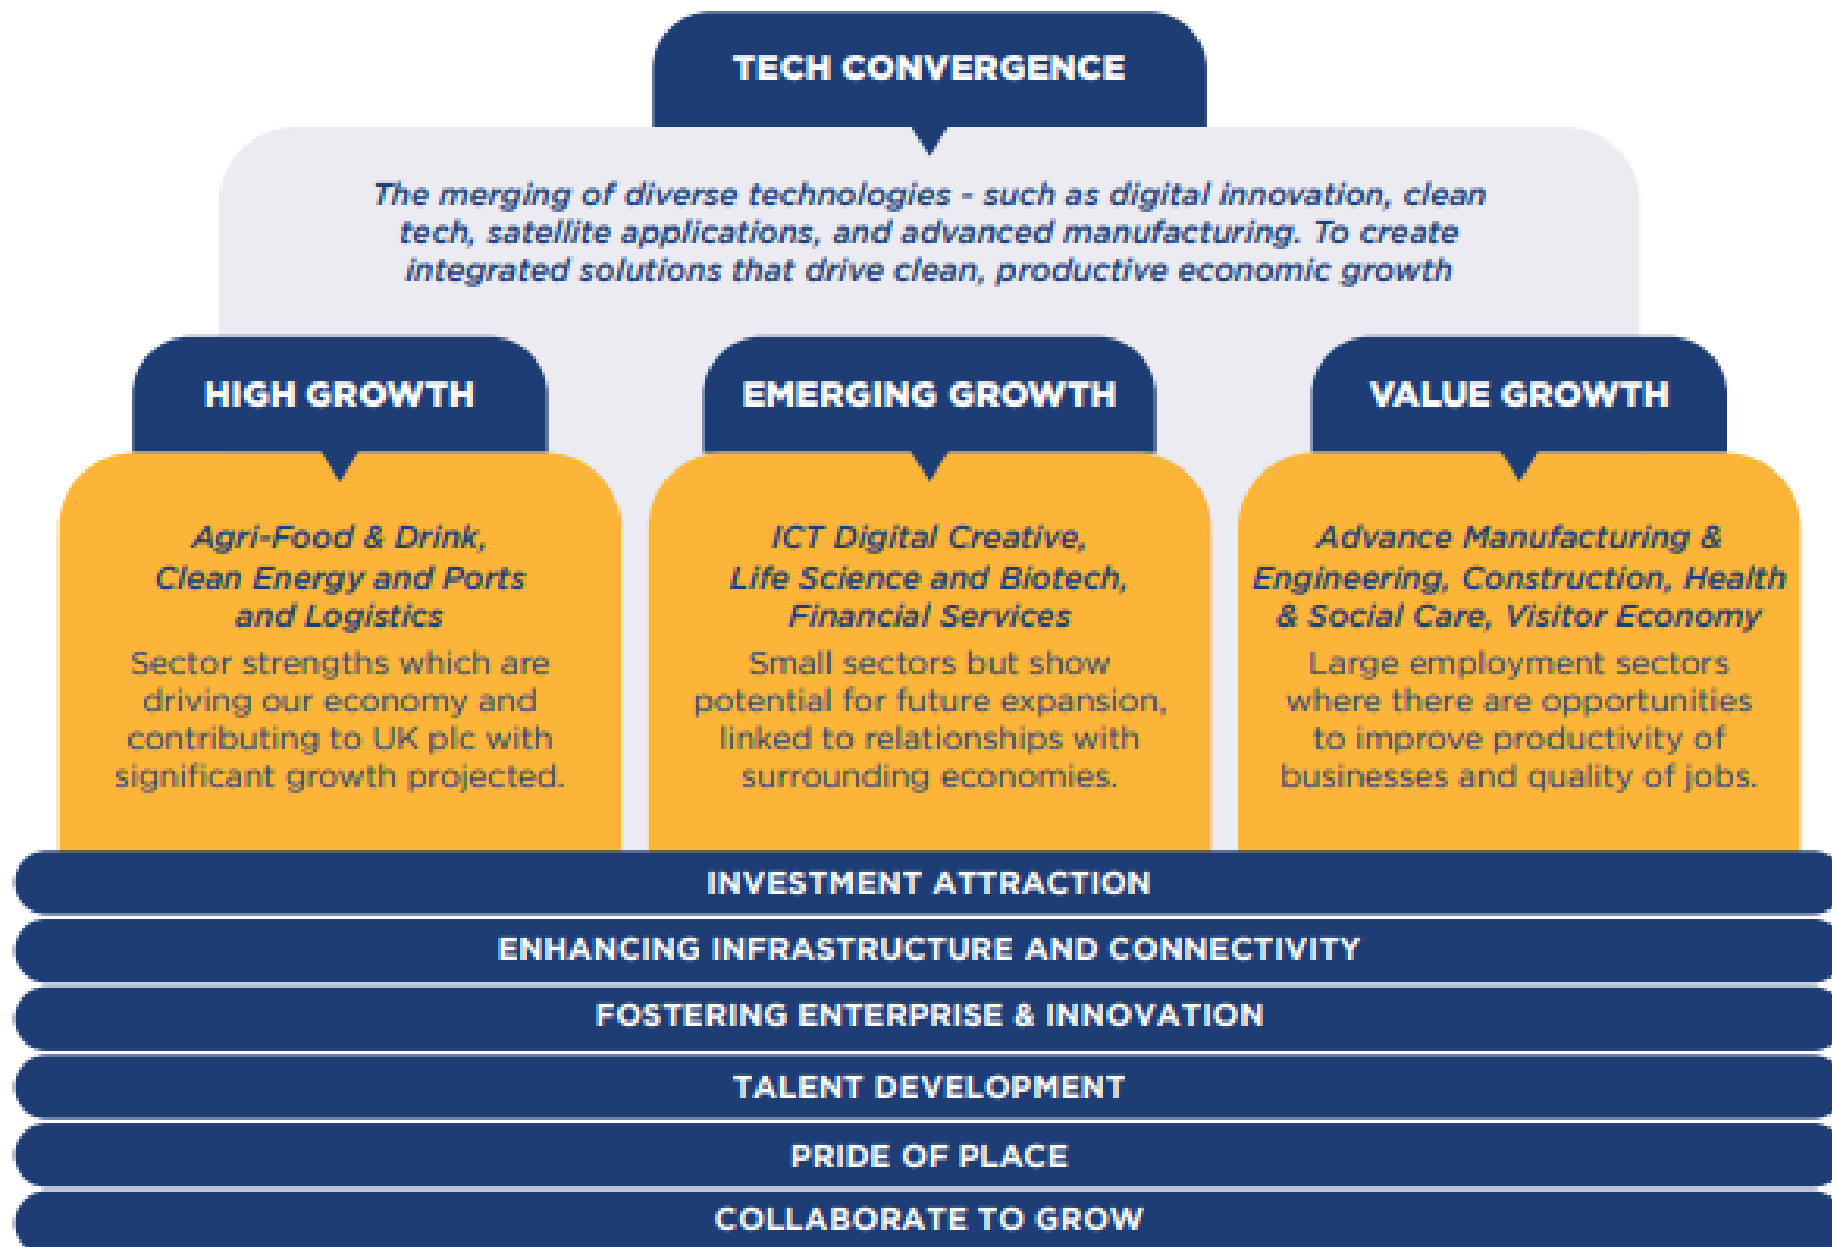 TECH CONVERGENCE
The merging of diverse technologies - such as digital innovation, clean
tech, satellite applications, and advanced manufacturing. To create
integrated solutions that drive clean, productive economic growth
HIGH GROWTH
Agri-Food & Drink,
Clean Energy and Ports
and Logistics
Sector strengths which are
driving our economy and
contributing to UK plc with
significant growth projected.
EMERGING GROWTH
ICT Digital Creative,
Life Science and Biotech,
Financial Services
Small sectors but show
potential for future expansion,
linked to relationships with
surrounding economies.
VALUE GROWTH
Advance Manufacturing &
Engineering, Construction, Health
& Social Care, Visitor Economy
Large employment sectors
where there are opportunities
to improve productivity of
businesses and quality of jobs.
INVESTMENT ATTRACTION
ENHANCING INFRASTRUCTURE AND CONNECTIVITY
FOSTERING ENTERPRISE & INNOVATION
TALENT DEVELOPMENT
PRIDE OF PLACE
COLLABORATE TO GROW